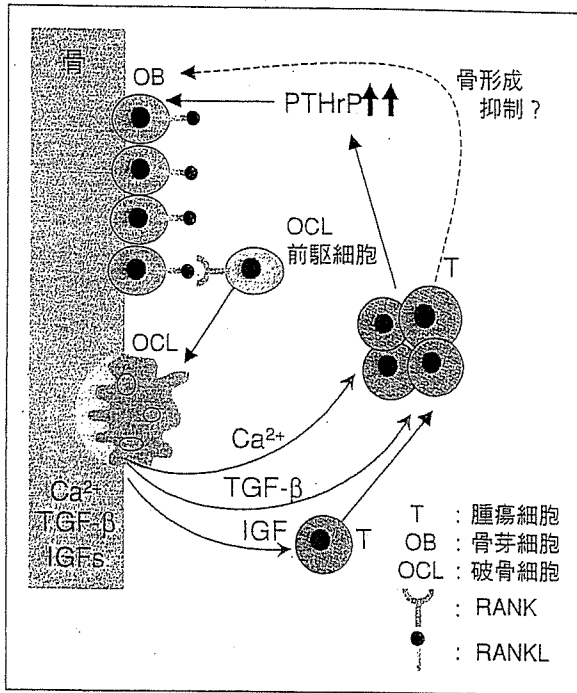 骨
OB
PTHrP
骨形成
抑制？
OCL
前駆細胞
T
OCL
Ca²⁺
TGF-β
IGF
T
Ca²⁺
TGF-β
IGFs
T : 腫瘍細胞
OB : 骨芽細胞
OCL : 破骨細胞
: RANK
: RANKL